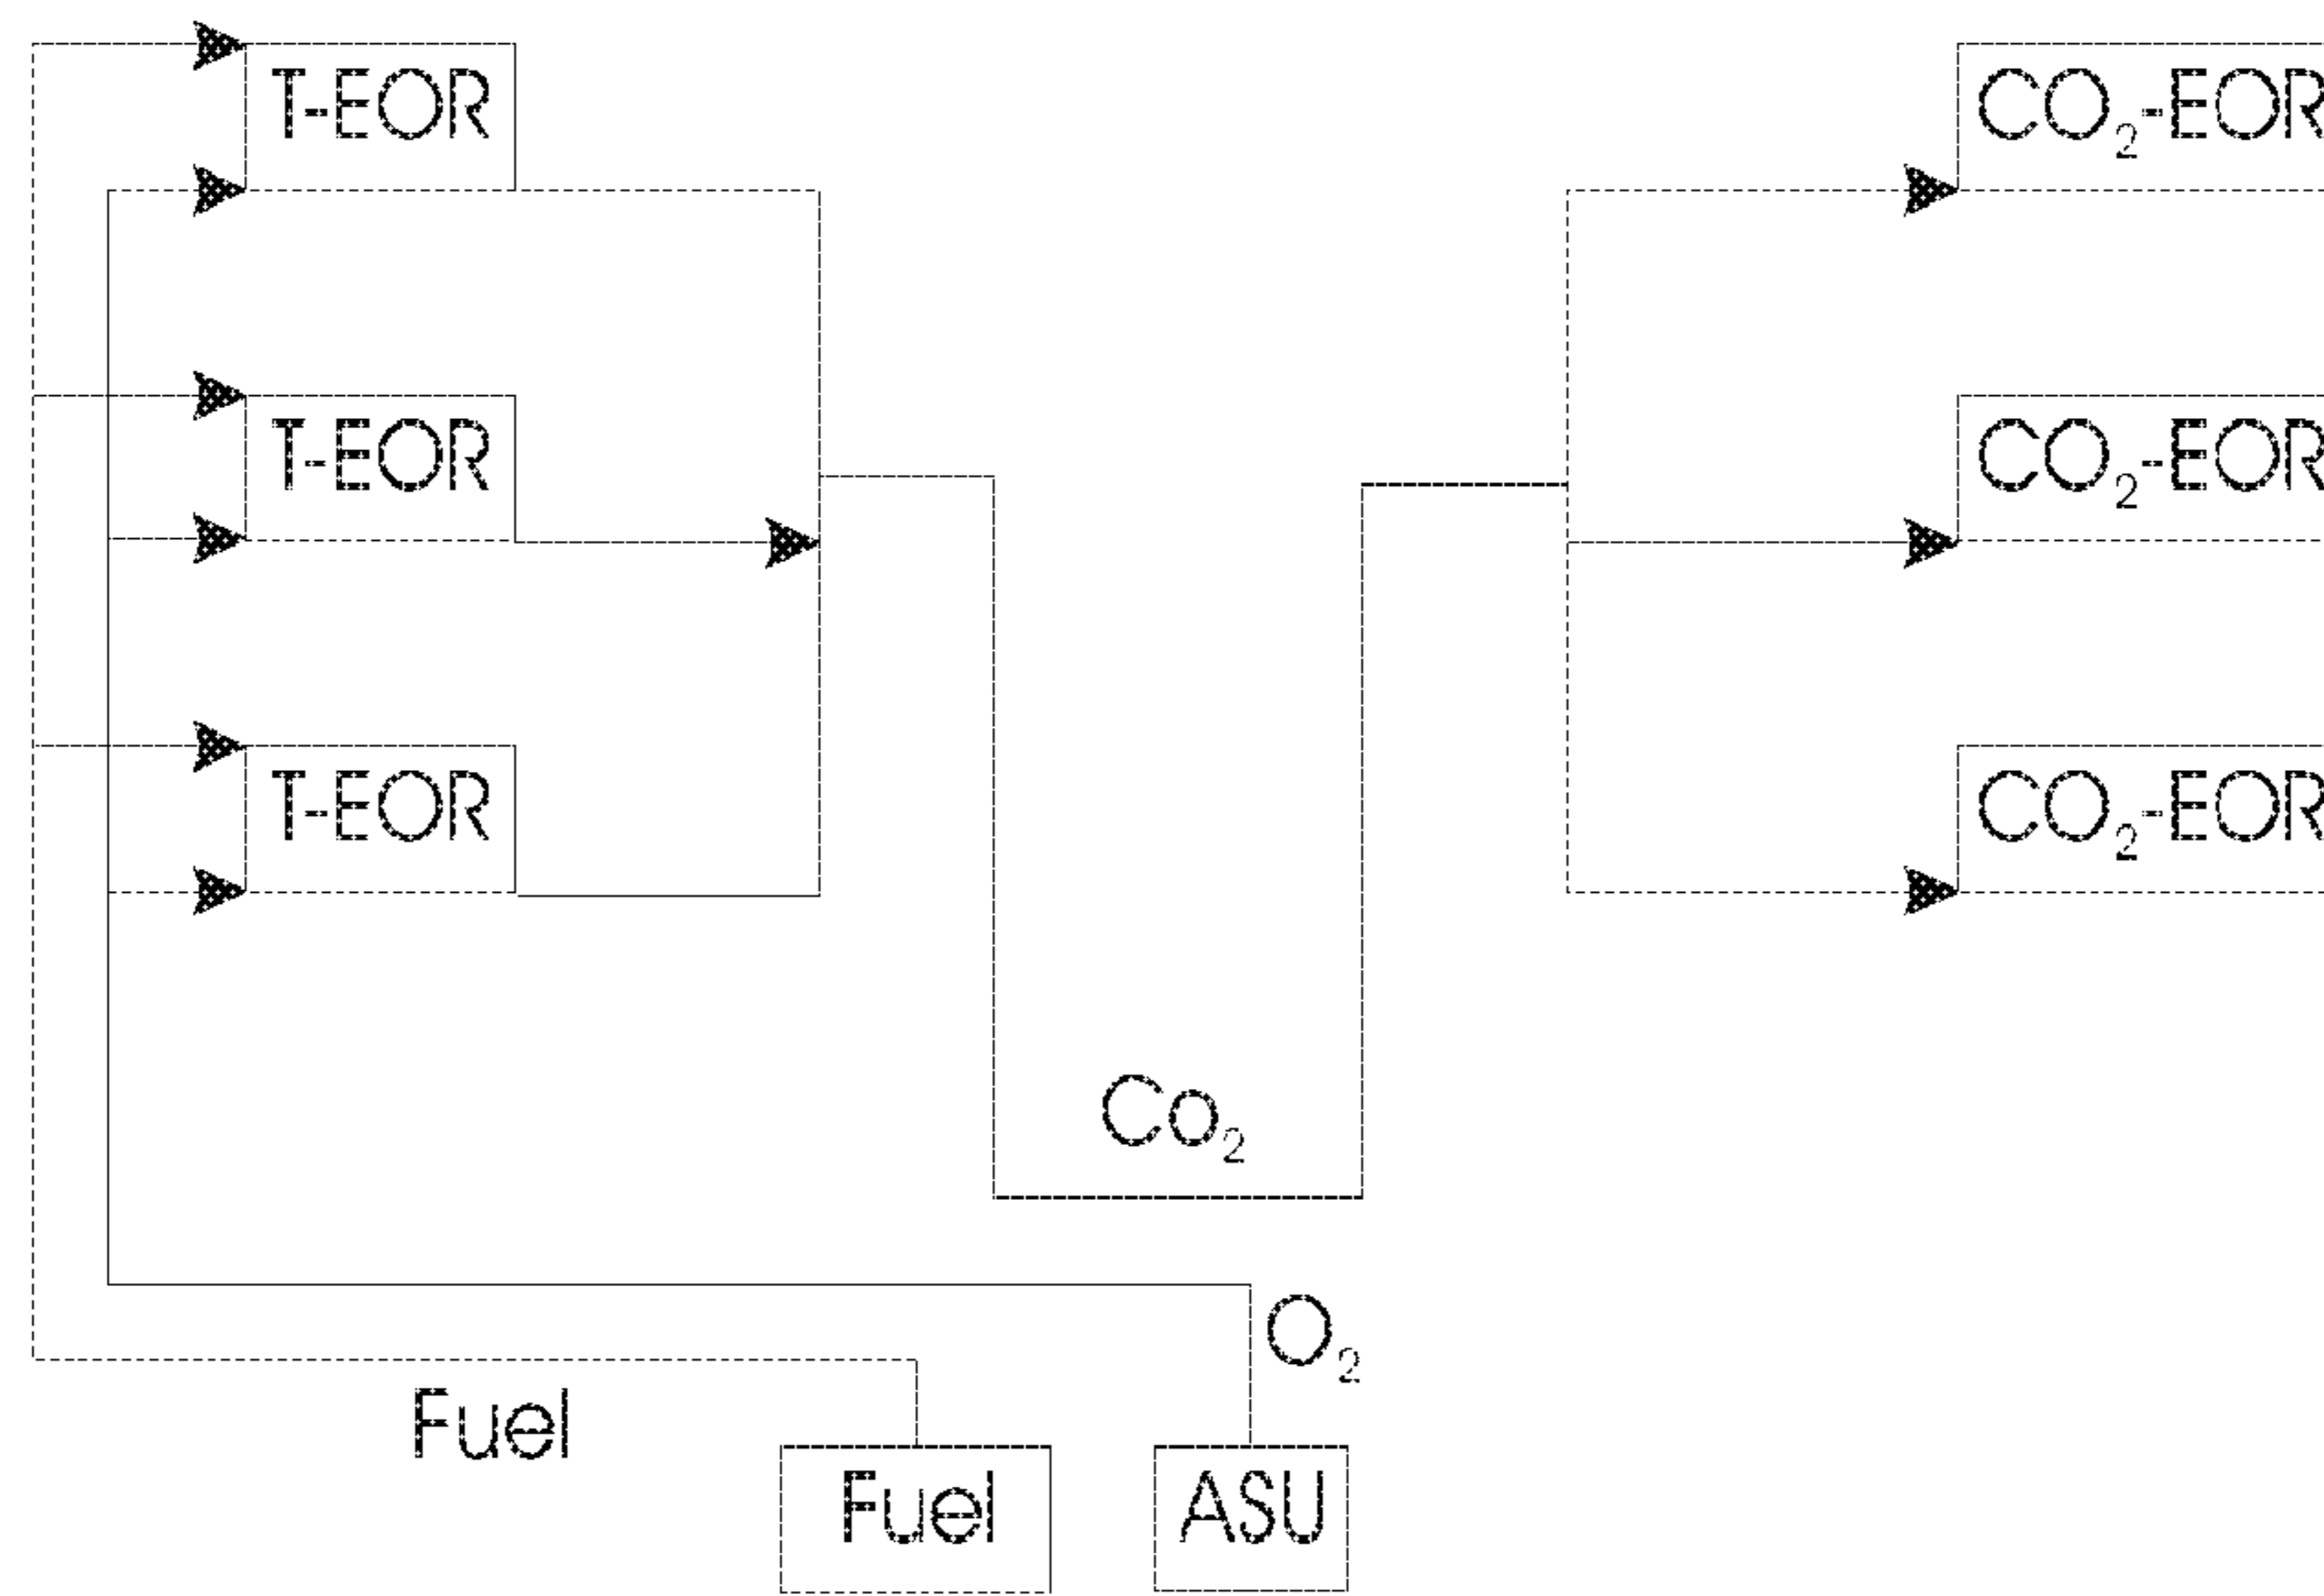 T-EOR
CO₂-EOR
T-EOR
CO₂-EOR
T-EOR
CO₂-EOR
Co₂
O₂
Fuel
Fuel
ASU